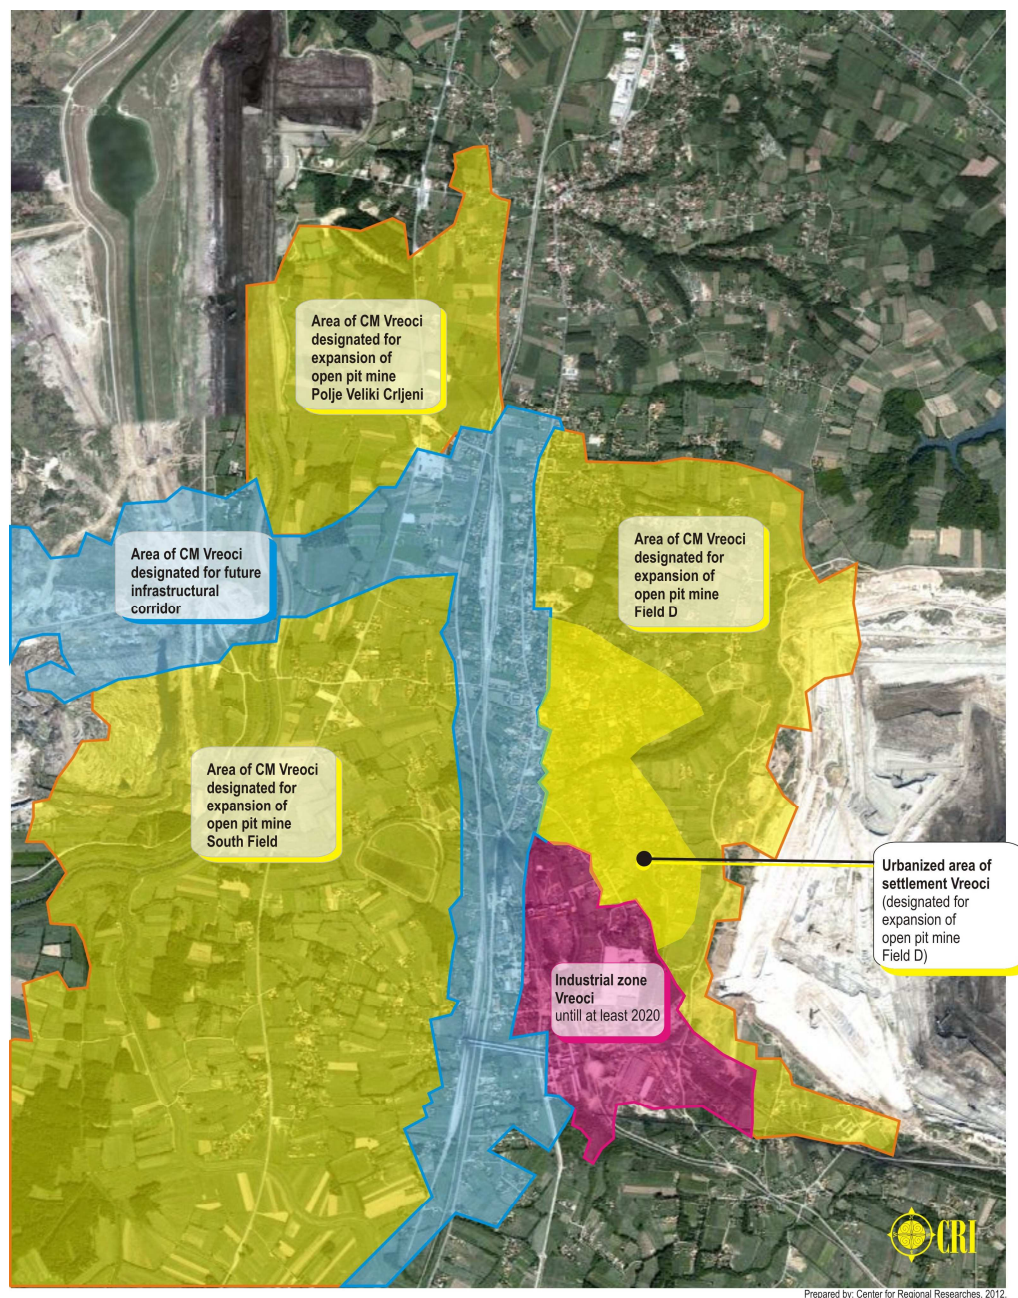 Area of CM Vreoci
designated for
expansion of
open pit mine
Polje Veliki Crljeni
Area of CM Vreoci
designated for future
infrastructural
corridor
Area of CM Vreoci
designated for
expansion of
open pit mine
Field D
Area of CM Vreoci
designated for
expansion of
open pit mine
South Field
Urbanized area of
settlement Vreoci
(designated for
expansion of
open pit mine
Field D)
Industrial zone
Vreoci
untill at least 2020
CRI
Prepared by: Center for Regional Researches, 2012.